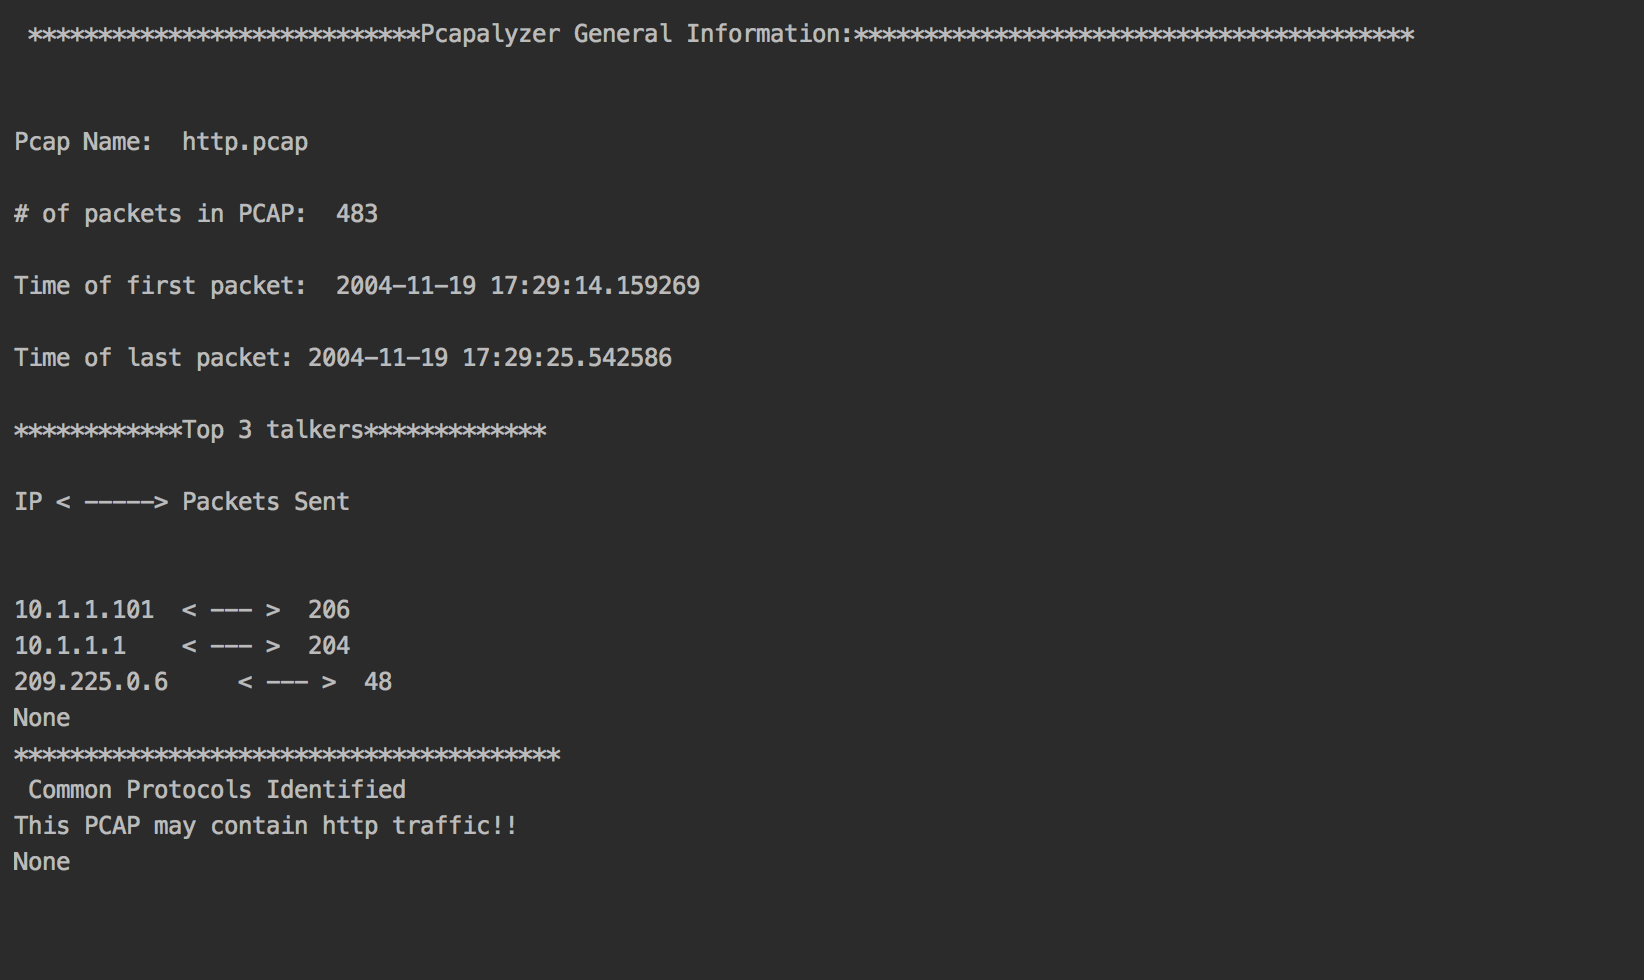 ****************************Pcapalyzer General Information:****************************************
Pcap Name:  http.pcap
# of packets in PCAP:  483
Time of first packet:  2004-11-19 17:29:14.159269
Time of last packet: 2004-11-19 17:29:25.542586
************Top 3 talkers*************
IP < -----> Packets Sent
10.1.1.101  < --- >  206
10.1.1.1    < --- >  204
209.225.0.6     < --- >  48
None
***************************************
Common Protocols Identified
This PCAP may contain http traffic!!
None